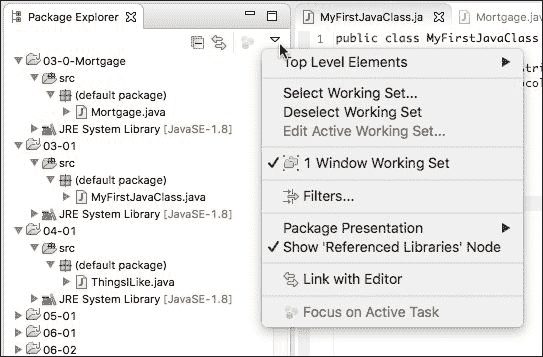 Package Explorer
MyFirstJavaClass.ja
Mortgage.java
1 public class MyFirstJavaClass
03-0-Mortgage
src
(default package)
Mortgage.java
JRE System Library [JavaSE-1.8]
03-01
src
(default package)
MyFirstJavaClass.java
JRE System Library [JavaSE-1.8]
04-01
src
(default package)
ThingsILike.java
JRE System Library [JavaSE-1.8]
05-01
06-01
06-02
Top Level Elements
Select Working Set...
Deselect Working Set
Edit Active Working Set...
1 Window Working Set
Filters...
Package Presentation
Show 'Referenced Libraries' Node
Link with Editor
Focus on Active Task